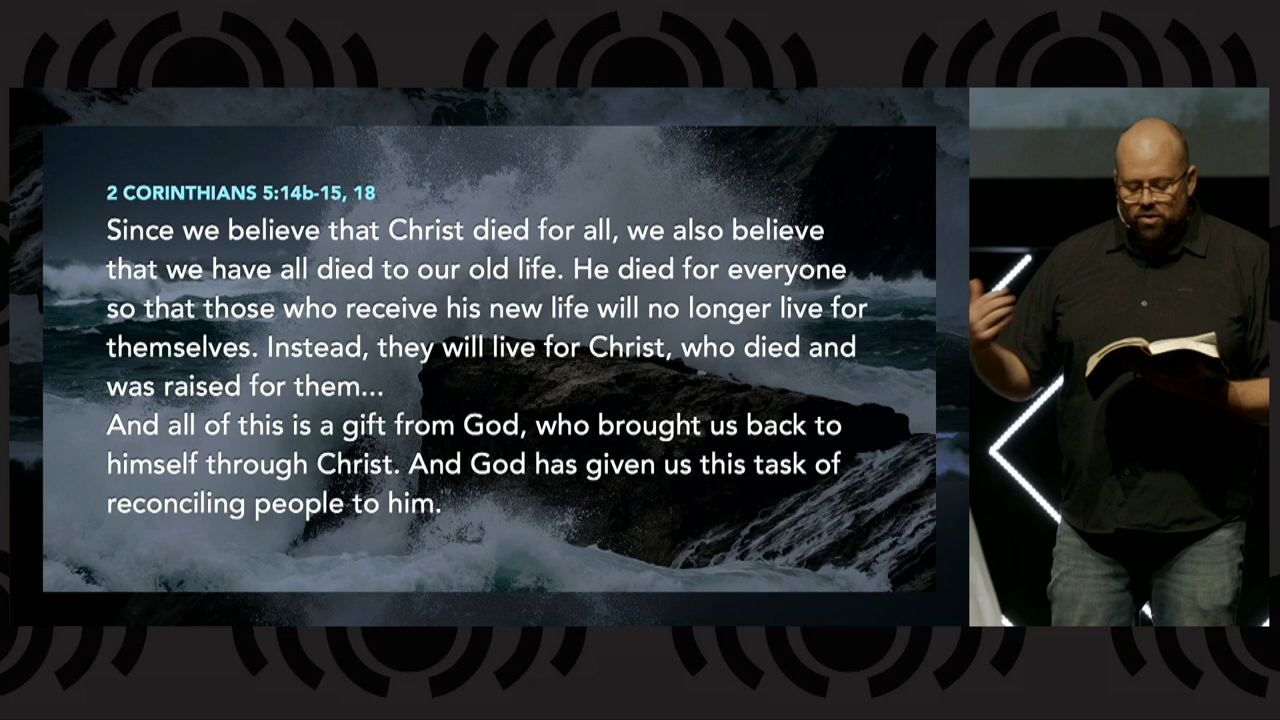 2 CORINTHIANS 5:14b-15, 18
Since we believe that Christ died for all, we also believe
that we have all died to our old life. He died for everyone
so that those who receive his new life will no longer live for
themselves. Instead, they will live for Christ, who died and
was raised for them...
And all of this is a gift from God, who brought us back to
himself through Christ. And God has given us this task of
reconciling people to him.